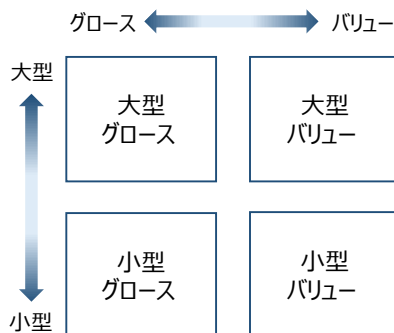 グロース バリュー
大型
大型
グロース
大型
バリュー
小型
グロース
小型
バリュー
小型